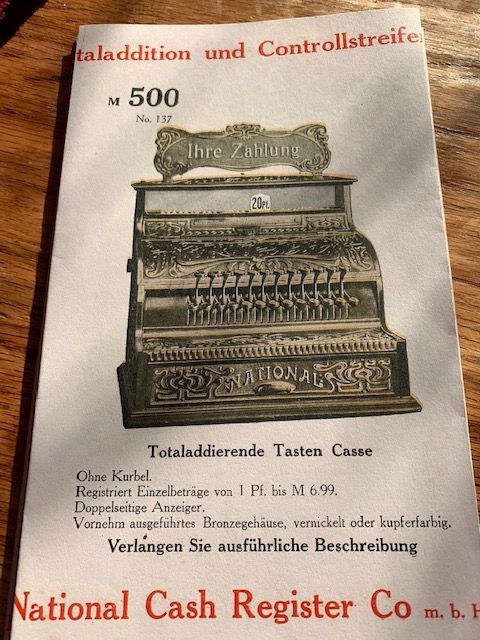 taladdition und Controllstreife
M 500
No. 137
Ihre Zahlung
20Pf.
NATIONAL
Totaladdierende Tasten Casse
Ohne Kurbel.
Registriert Einzelbeträge von 1 Pf. bis M 6.99.
Doppelseitige Anzeiger.
Vornehm ausgeführtes Bronzegehäuse, vernickelt oder kupferfarbig.
Verlangen Sie ausführliche Beschreibung
National Cash Register Co m. b. H